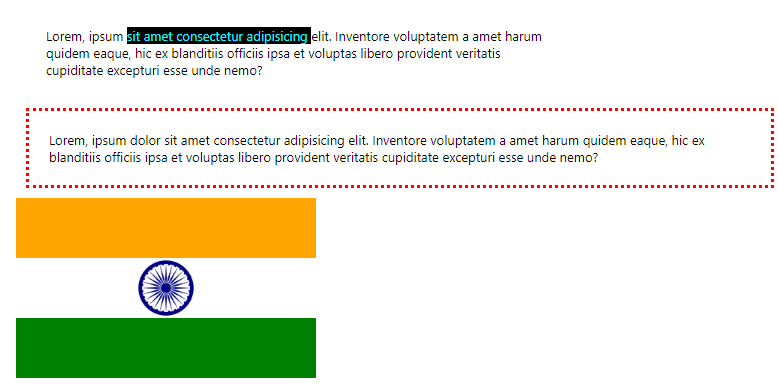 Lorem, ipsum sit amet consectetur adipisicing elit. Inventore voluptatem a amet harum
quidem eaque, hic ex blanditiis officiis ipsa et voluptas libero provident veritatis
cupiditate excepturi esse unde nemo?
Lorem, ipsum dolor sit amet consectetur adipisicing elit. Inventore voluptatem a amet harum quidem eaque, hic ex
blanditiis officiis ipsa et voluptas libero provident veritatis cupiditate excepturi esse unde nemo?